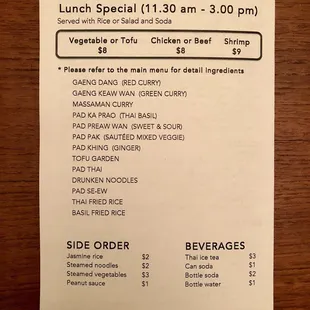 Lunch Special (11.30 am - 3.00 pm)
Served with Rice or Salad and Soda
Vegetable or Tofu Chicken or Beef Shrimp
$8 $8 $9
* Please refer to the main menu for detail ingredients
GAENG DANG (RED CURRY)
GAENG KEAW WAN (GREEN CURRY)
MASSAMAN CURRY
PAD KA PRAO (THAI BASIL)
PAD PREAW WAN (SWEET & SOUR)
PAD PAK (SAUTÉED MIXED VEGGIE)
PAD KHING (GINGER)
TOFU GARDEN
PAD THAI
DRUNKEN NOODLES
PAD SE-EW
THAI FRIED RICE
BASIL FRIED RICE
SIDE ORDER
Jasmine rice $2
Steamed noodles $2
Steamed vegetables $3
Peanut sauce $1
BEVERAGES
Thai ice tea $3
Can soda $1
Bottle soda $2
Bottle water $1